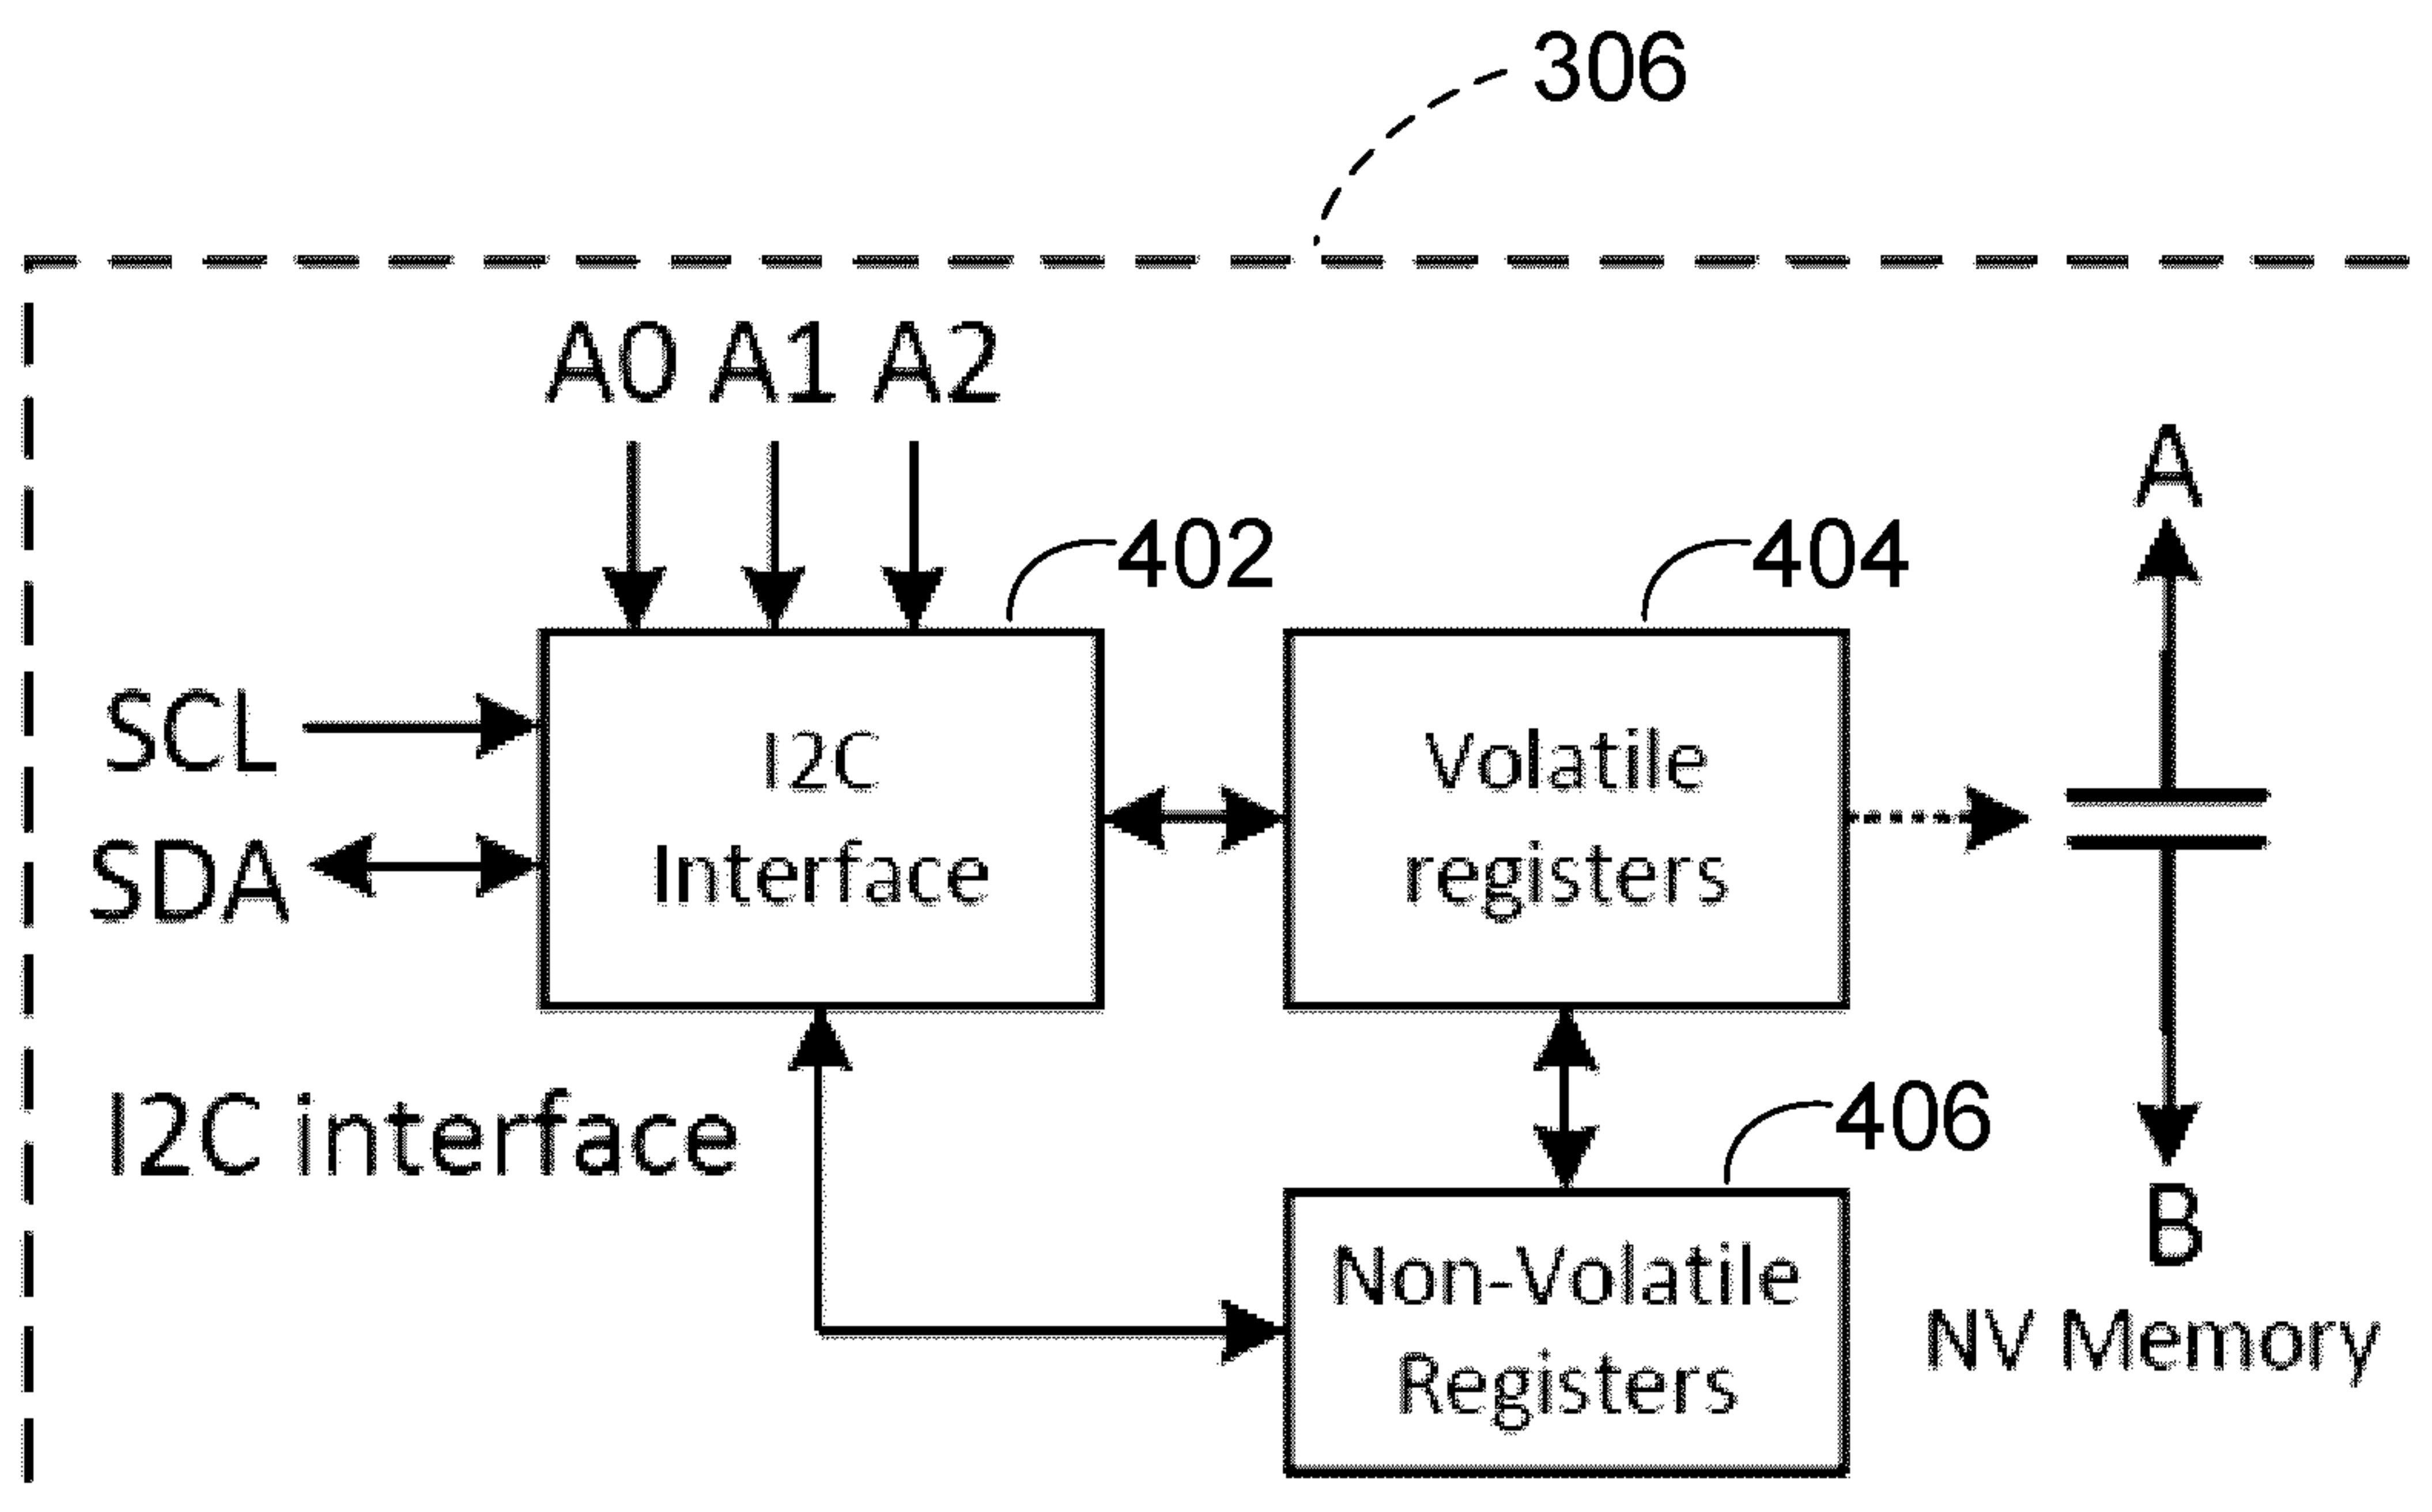 306
A0 A1 A2
A
402
404
SCL
I2C
Interface
Volatile
registers
SDA
I2C interface
406
B
Non-Volatile
Registers
NV Memory